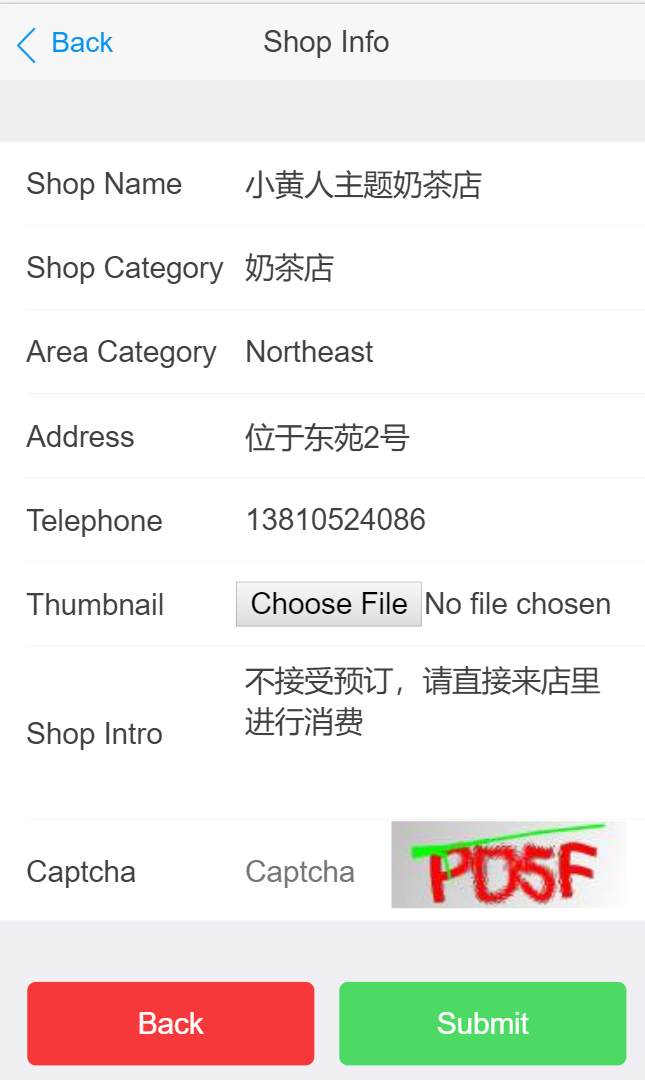 Back
Shop Info
Shop Name 小黄人主题奶茶店
Shop Category 奶茶店
Area Category Northeast
Address 位于东苑2号
Telephone 13810524086
Thumbnail Choose File No file chosen
Shop Intro 不接受预订，请直接来店里
进行消费
Captcha Captcha
Back Submit